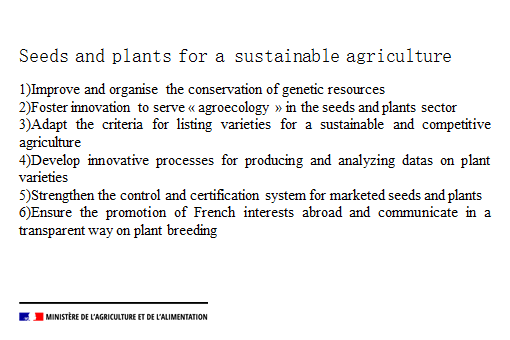 Seeds and plants for a sustainable agriculture
1)Improve and organise the conservation of genetic resources
2)Foster innovation to serve « agroecology » in the seeds and plants sector
3)Adapt the criteria for listing varieties for a sustainable and competitive
agriculture
4)Develop innovative processes for producing and analyzing datas on plant
varieties
5)Strengthen the control and certification system for marketed seeds and plants
6)Ensure the promotion of French interests abroad and communicate in a
transparent way on plant breeding
MINISTÈRE DE L'AGRICULTURE ET DE L'ALIMENTATION